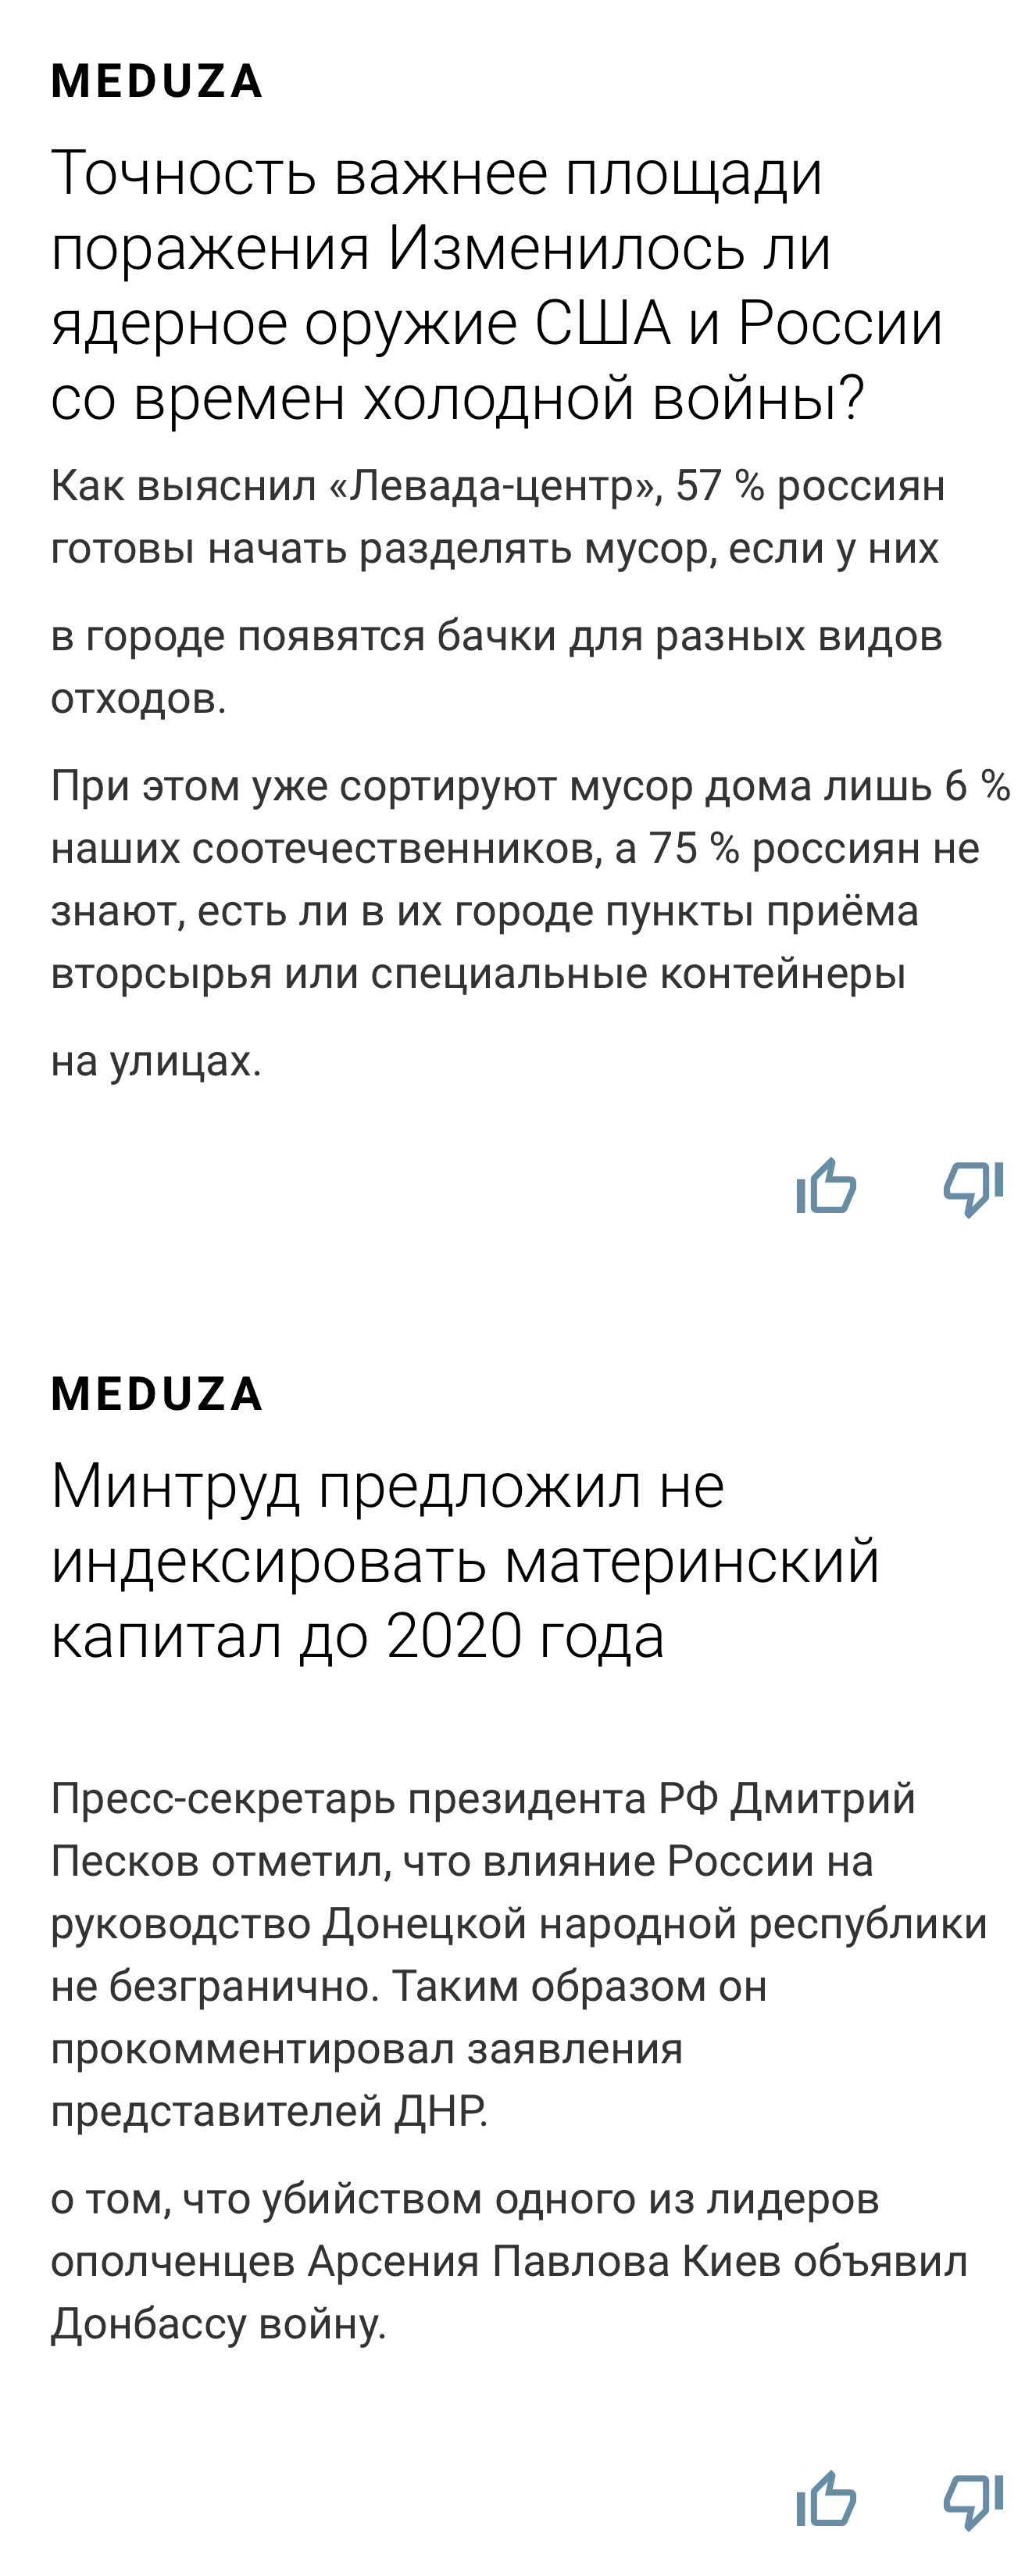 MEDUZA
Точность важнее площади
поражения Изменилось ли
ядерное оружие США и России
со времен холодной войны?
Как выяснил «Левада-центр», 57 % россиян
готовы начать разделять мусор, если у них
в городе появятся бачки для разных видов
отходов.
При этом уже сортируют мусор дома лишь 6 %
наших соотечественников, а 75 % россиян не
знают, есть ли в их городе пункты приёма
вторсырья или специальные контейнеры
на улицах.
MEDUZA
Минтруд предложил не
индексировать материнский
капитал до 2020 года
Пресс-секретарь президента РФ Дмитрий
Песков отметил, что влияние России на
руководство Донецкой народной республики
не безгранично. Таким образом он
прокомментировал заявления
представителей ДНР.
о том, что убийством одного из лидеров
ополченцев Арсения Павлова Киев объявил
Донбассу войну.